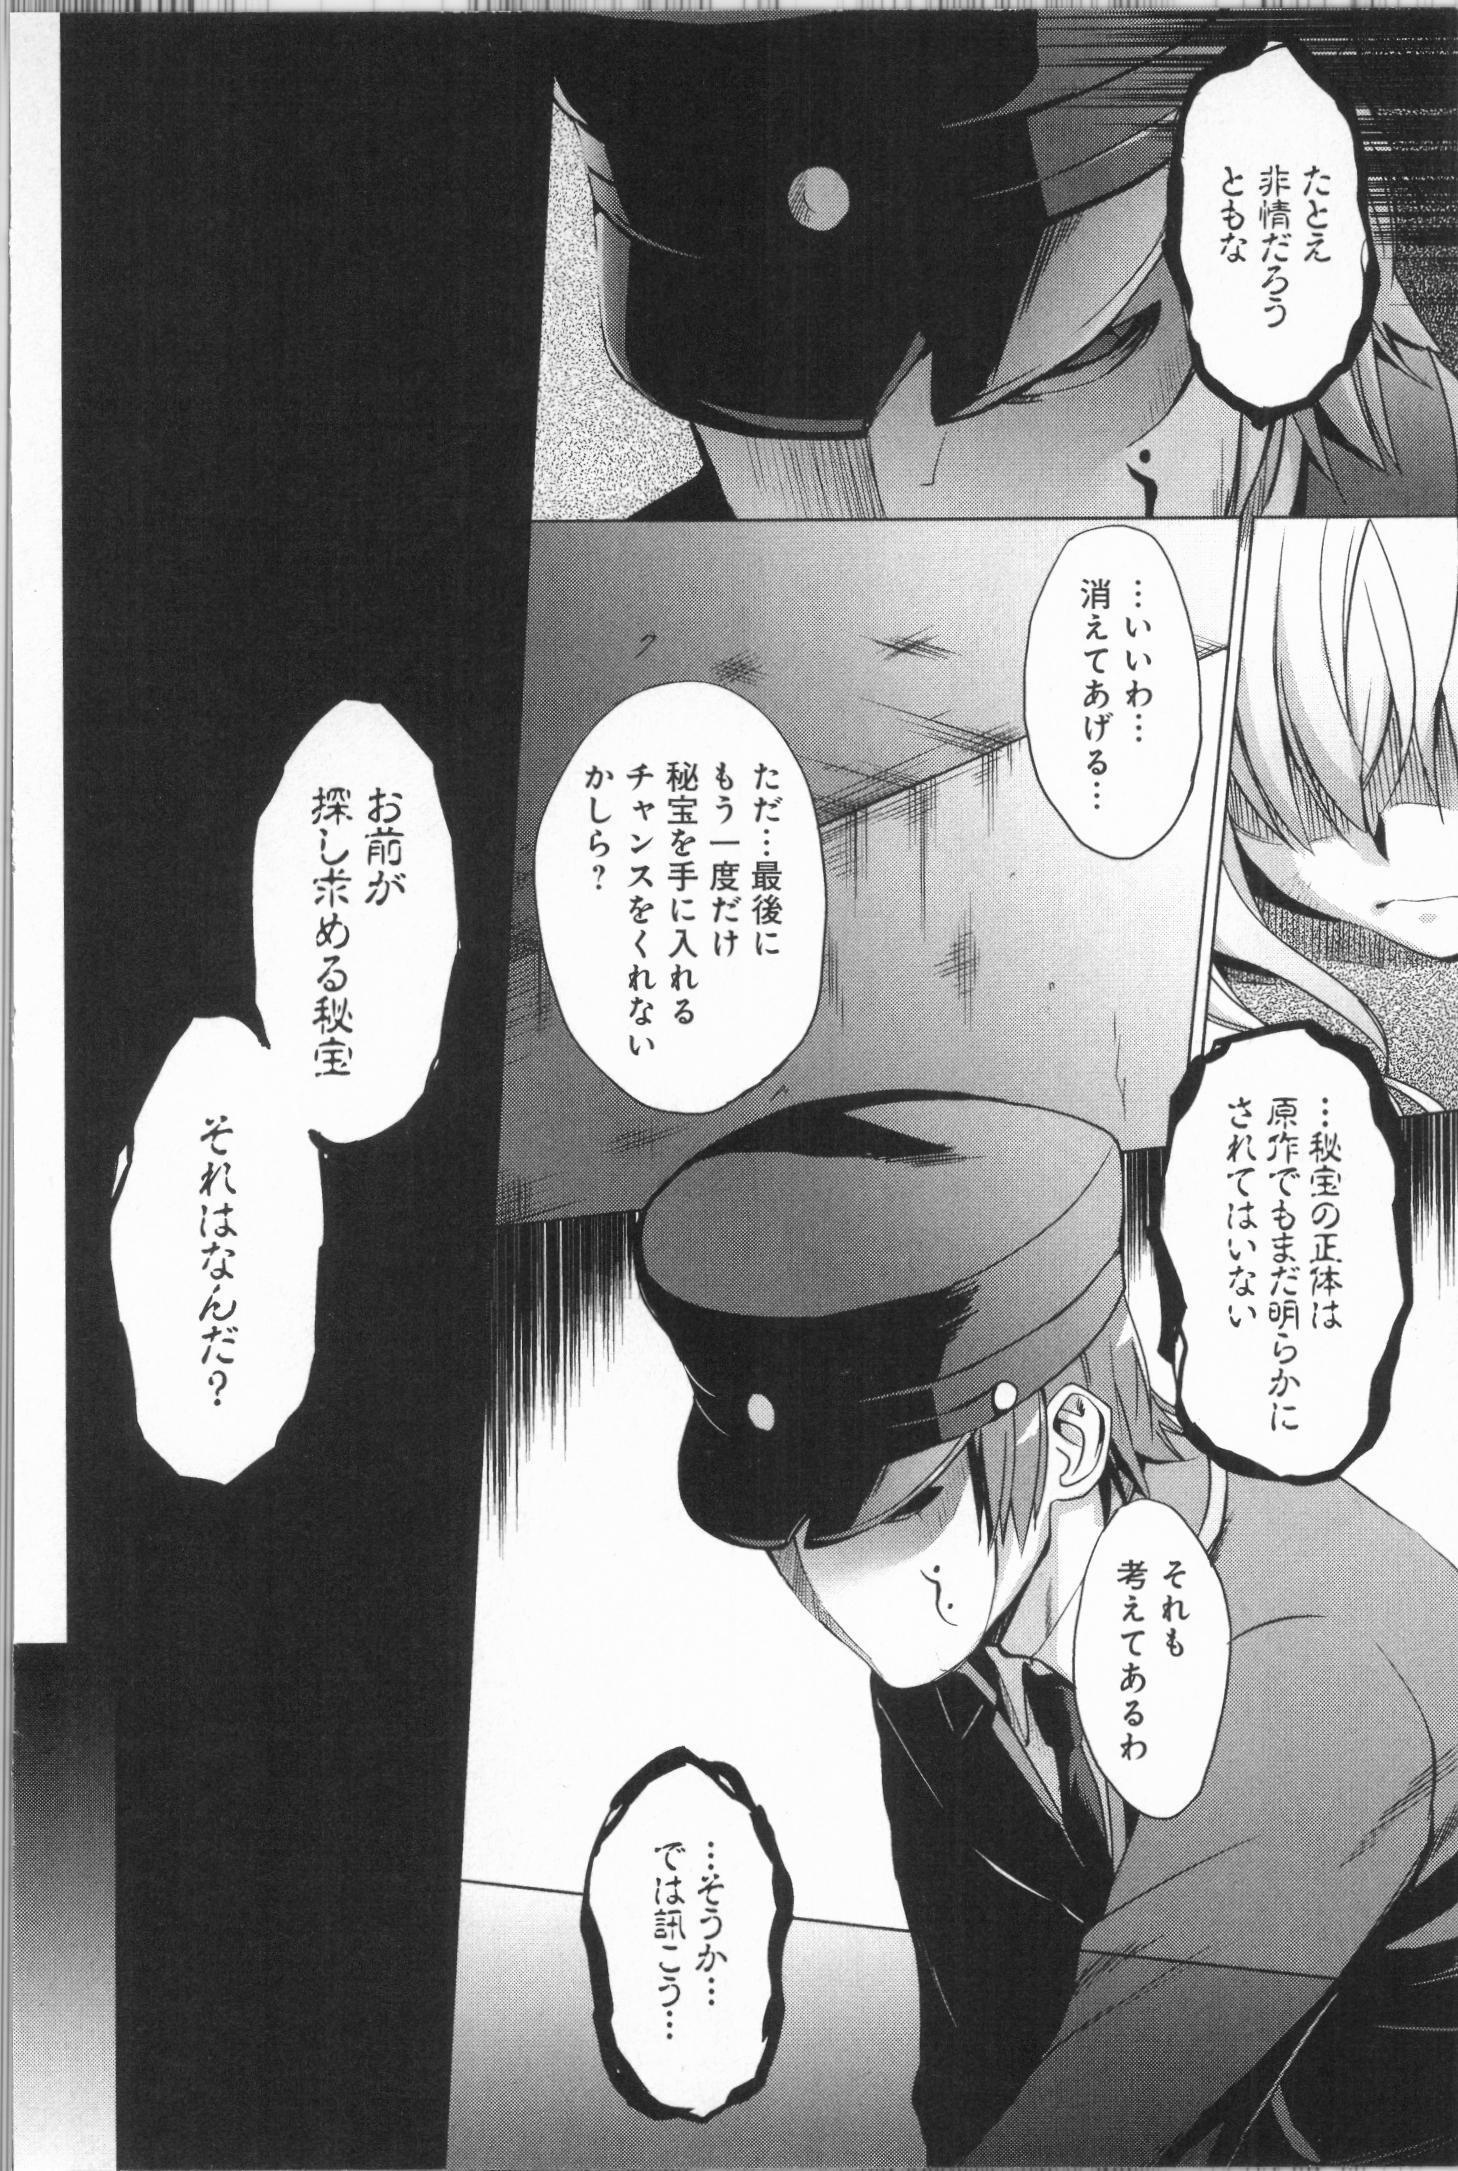 たとえ
非情だろう
ともな
…いいわ…
消えてあげる…
ただ…最後に
もう一度だけ
秘宝を手に入れる
チャンスをくれない
かしら？
…秘宝の正体は
原作でもまだ明らかに
されてはいない
それも
考えてあるわ
…そうか…
では訊こう…
お前が
探し求める秘宝
それはなんだ？